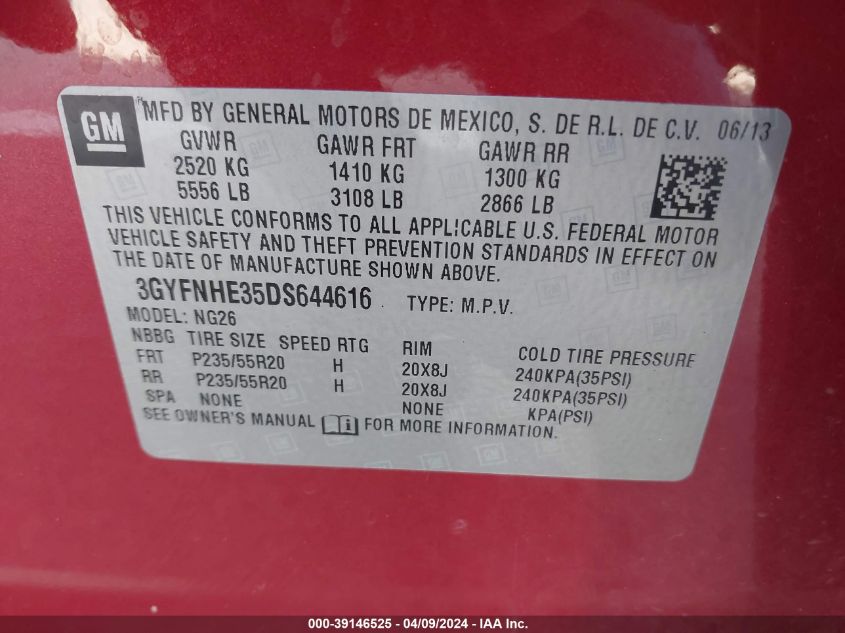 GM
MFD BY GENERAL MOTORS DE MEXICO, S. DE R.L. DE C.V. 06/13
GVWR GAWR FRT GAWR RR
2520 KG 1410 KG 1300 KG
5556 LB 3108 LB 2866 LB
THIS VEHICLE CONFORMS TO ALL APPLICABLE U.S. FEDERAL MOTOR
VEHICLE SAFETY AND THEFT PREVENTION STANDARDS IN EFFECT ON
THE DATE OF MANUFACTURE SHOWN ABOVE.
3GYFNHE35DS644616 TYPE: M.P.V.
MODEL: NG26
NBBG TIRE SIZE SPEED RTG RIM COLD TIRE PRESSURE
FRT P235/55R20 H 20X8J 240KPA(35PSI)
RR P235/55R20 H 20X8J 240KPA(35PSI)
SPA NONE NONE KPA(PSI)
SEE OWNER'S MANUAL FOR MORE INFORMATION.
000-39146525 - 04/09/2024 - IAA Inc.